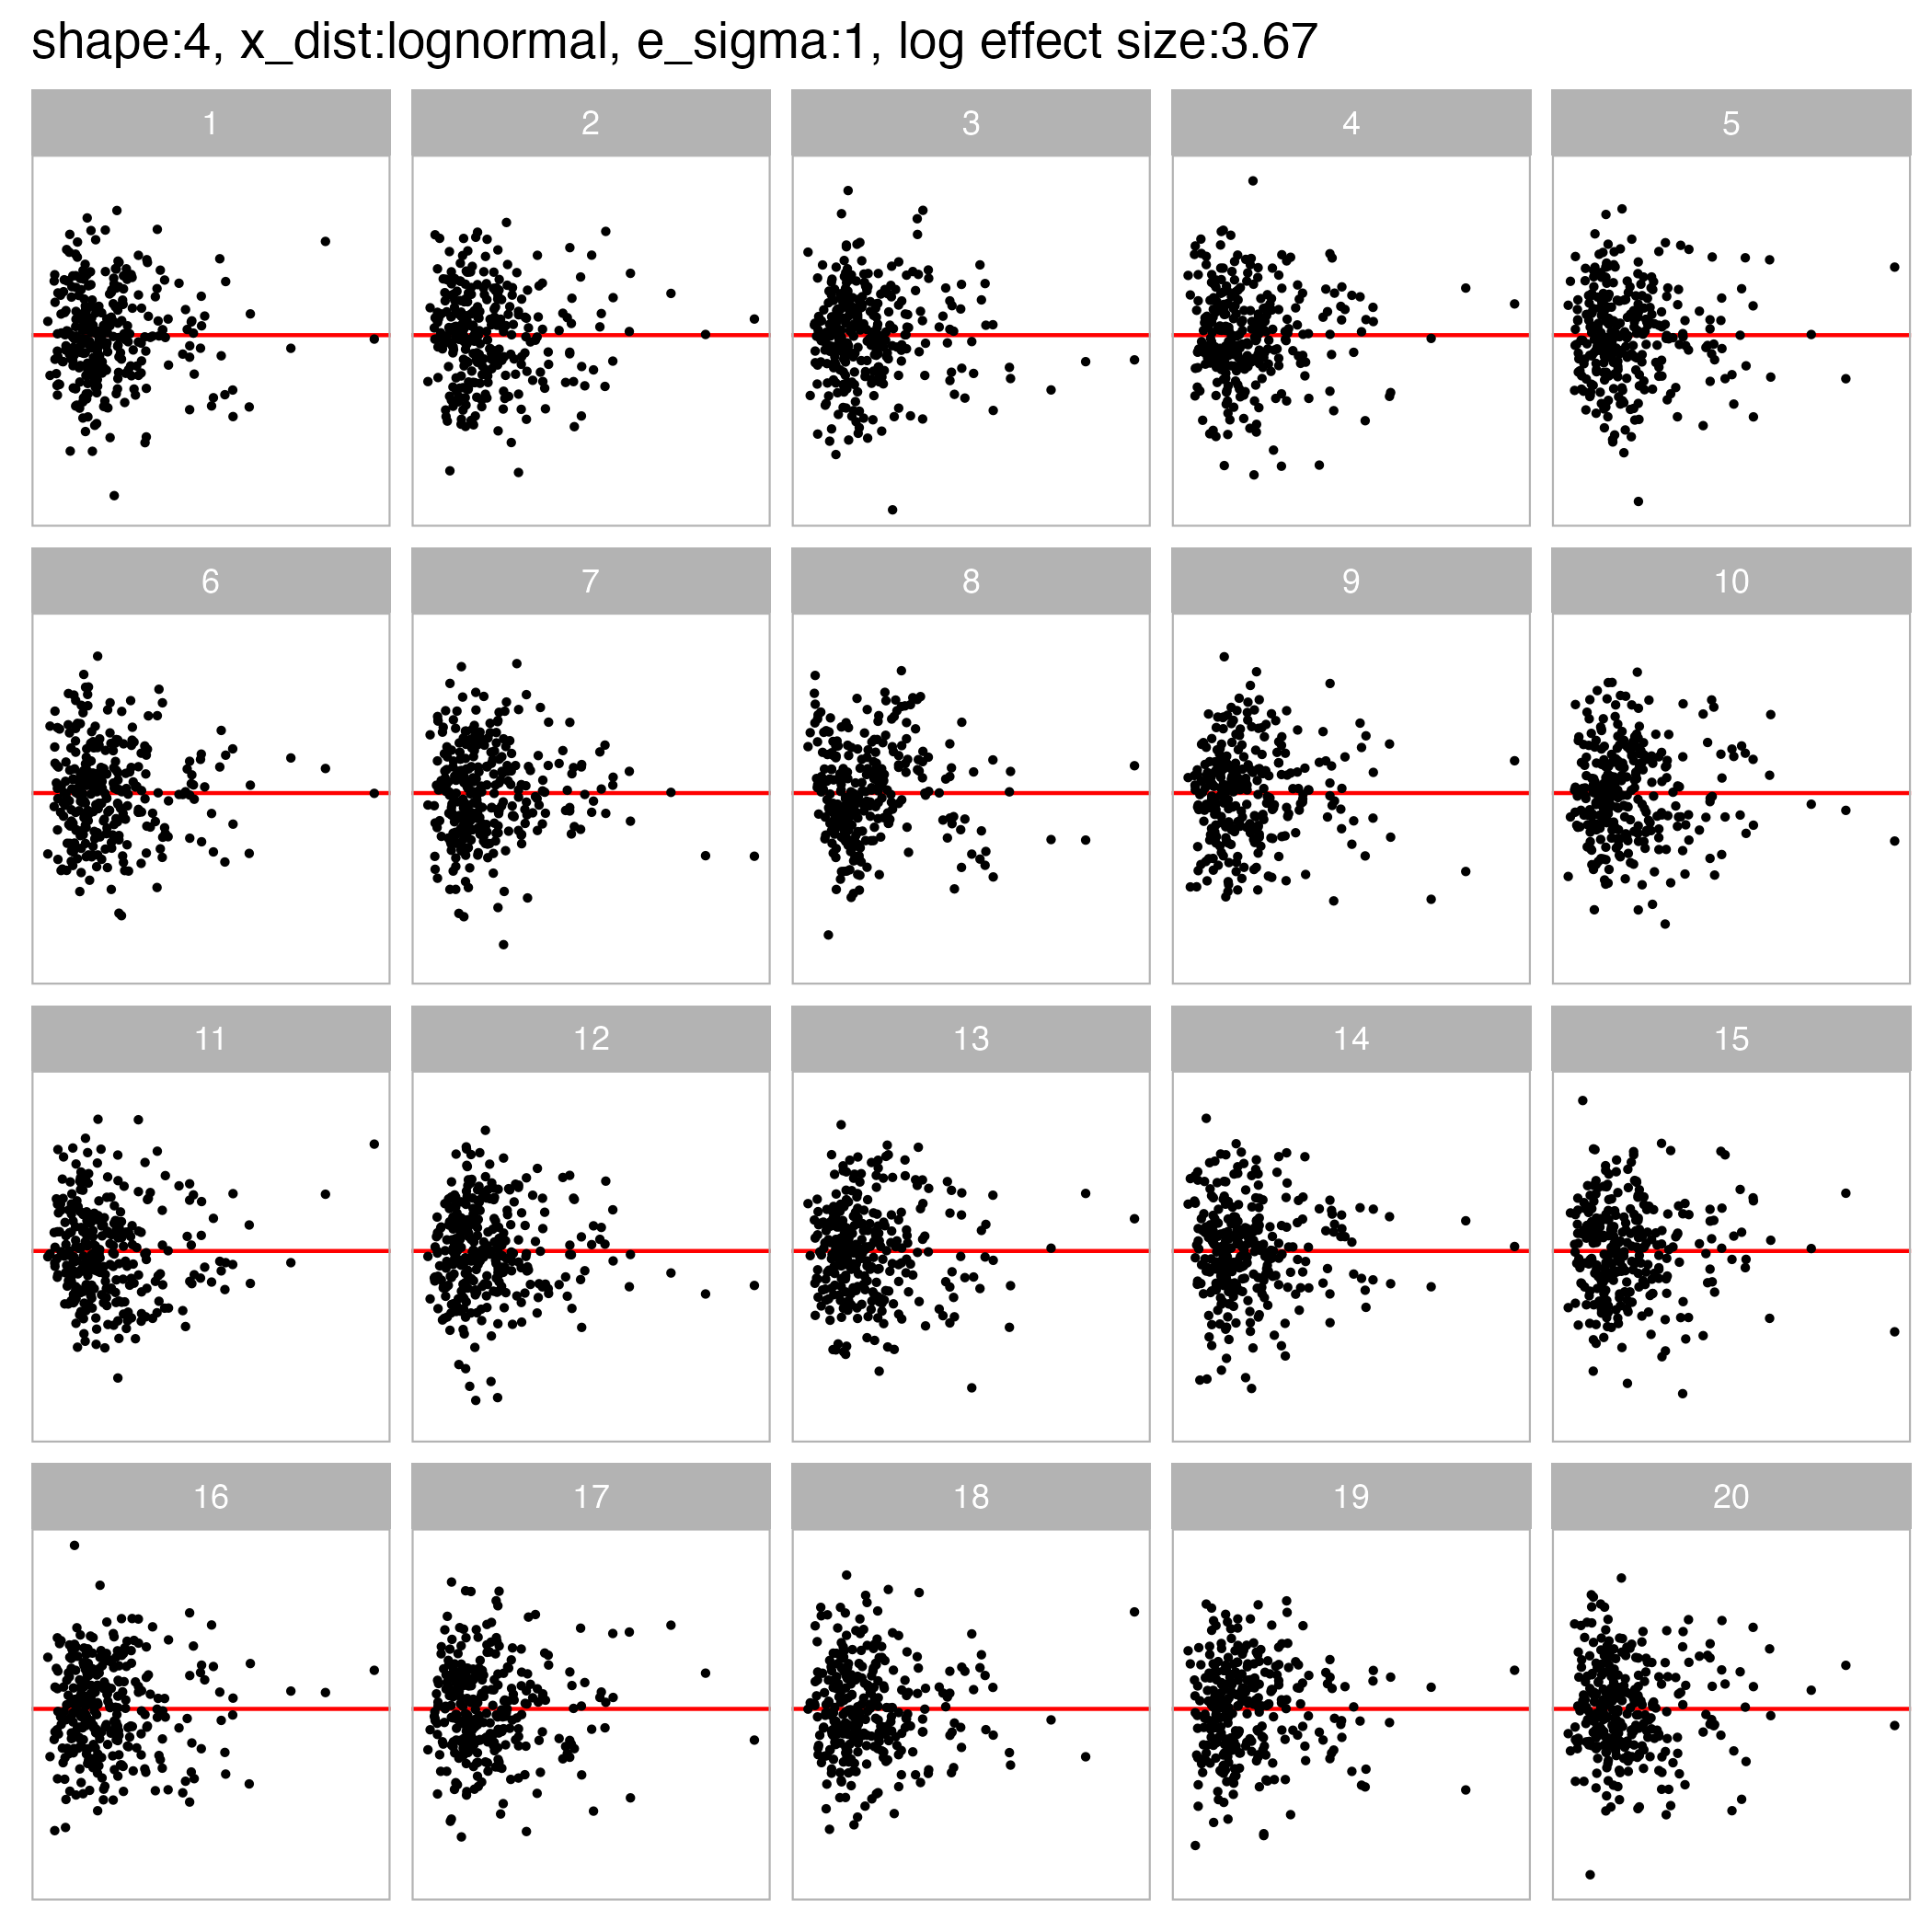 shape:4, x_dist:lognormal, e_sigma:1, log effect size:3.67
1 2 3 4 5
6 7 8 9 10
11 12 13 14 15
16 17 18 19 20